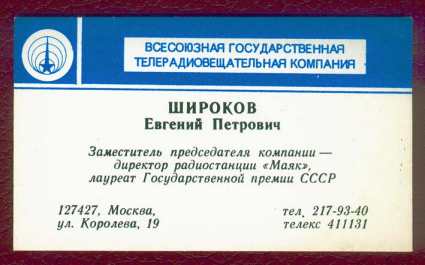 ВСЕСОЮЗНАЯ ГОСУДАРСТВЕННАЯ
ТЕЛЕРАДИОВЕЩАТЕЛЬНАЯ КОМПАНИЯ
ШИРОКОВ
Евгений Петрович
Заместитель председателя компании —
директор радиостанции «Маяк»,
лауреат Государственной премии СССР
127427, Москва,
ул. Королева, 19
тел. 217-93-40
телекс 411131